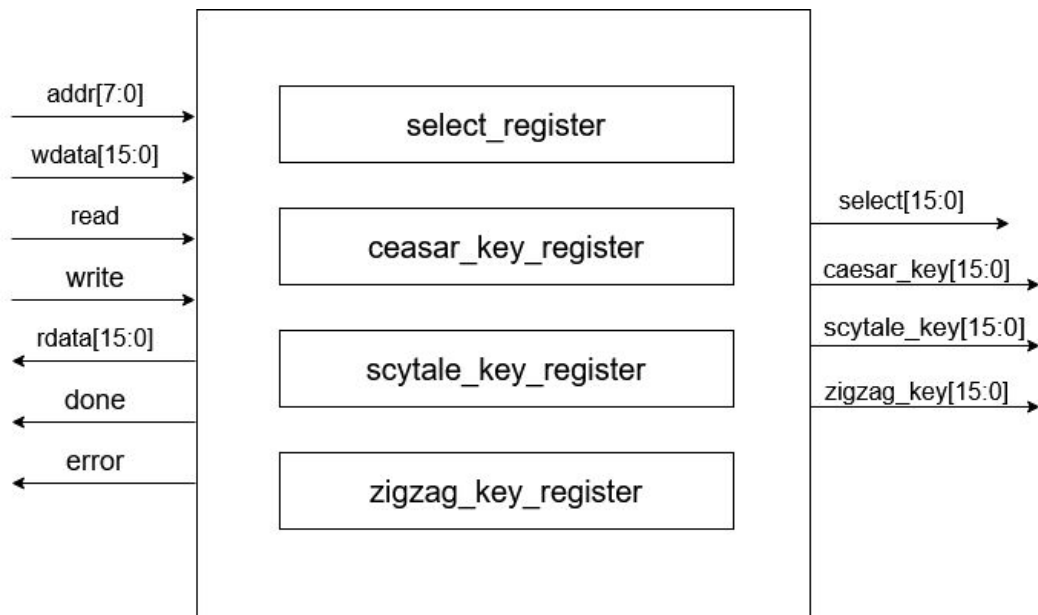 addr[7:0]
wdata[15:0]
read
write
rdata[15:0]
done
error
select_register
ceasar_key_register
scytale_key_register
zigzag_key_register
select[15:0]
caesar_key[15:0]
scytale_key[15:0]
zigzag_key[15:0]